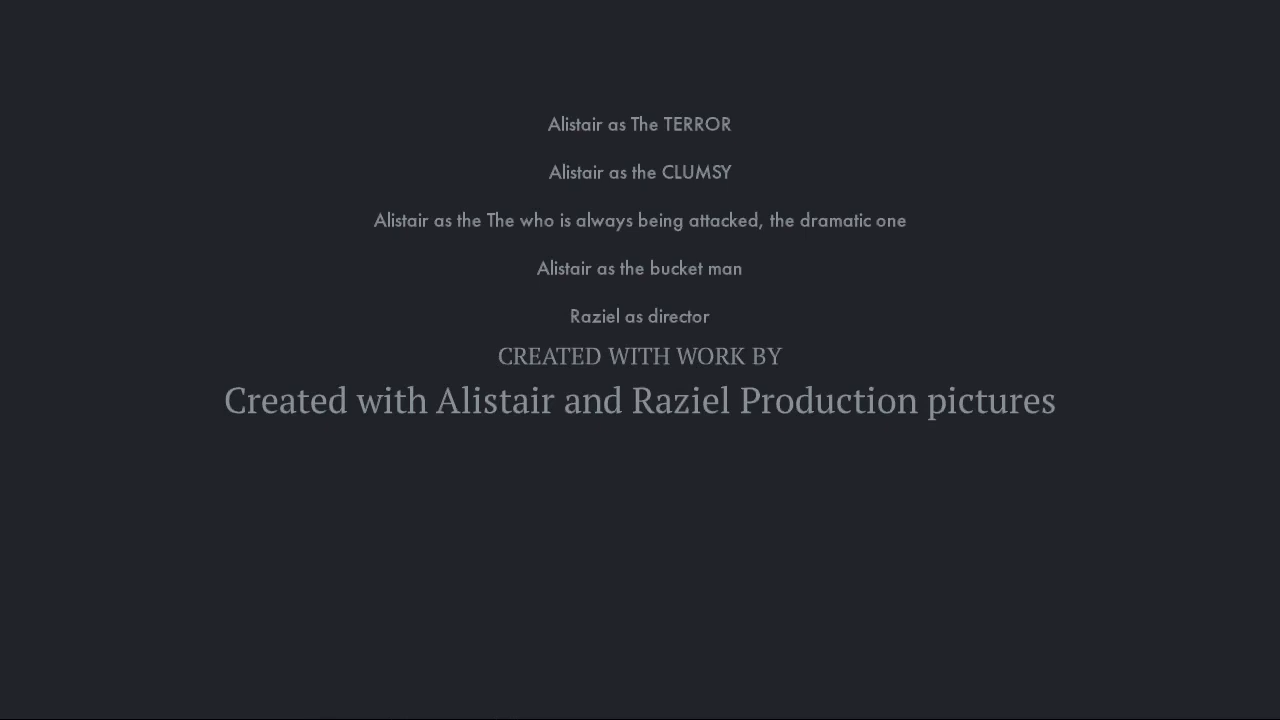 Alistair as The TERROR
Alistair as the CLUMSY
Alistair as the The who is always being attacked, the dramatic one
Alistair as the bucket man
Raziel as director
CREATED WITH WORK BY
Created with Alistair and Raziel Production pictures